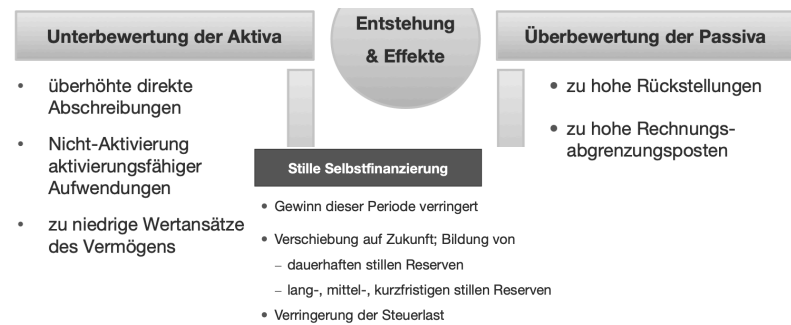 Unterbewertung der Aktiva
• überhöhte direkte
Abschreibungen
• Nicht-Aktivierung
aktivierungsfähiger
Aufwendungen
• zu niedrige Wertansätze
des Vermögens
Entstehung
& Effekte
Stille Selbstfinanzierung
• Gewinn dieser Periode verringert
• Verschiebung auf Zukunft; Bildung von
– dauerhaften stillen Reserven
– lang-, mittel-, kurzfristigen stillen Reserven
• Verringerung der Steuerlast
Überbewertung der Passiva
• zu hohe Rückstellungen
• zu hohe Rechnungs-
abgrenzungsposten